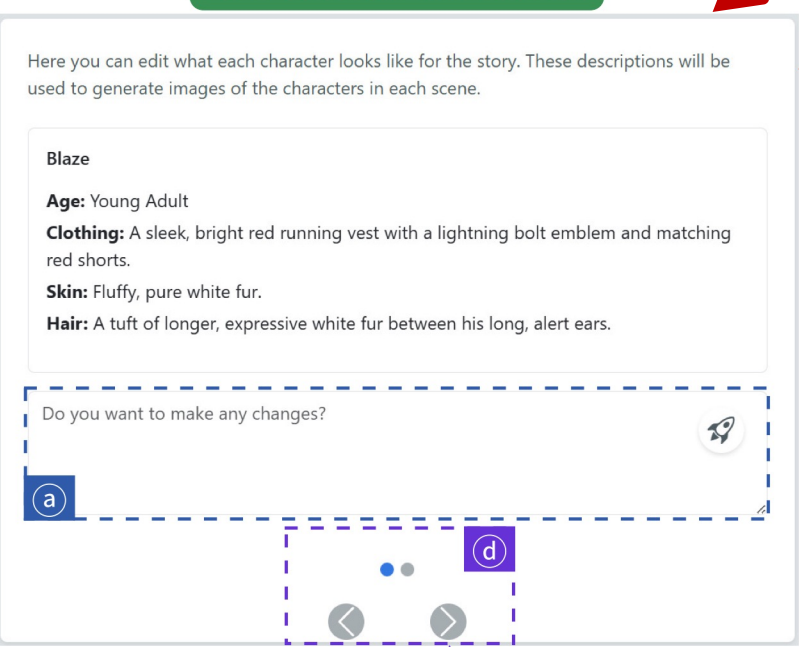 Here you can edit what each character looks like for the story. These descriptions will be
used to generate images of the characters in each scene.
Blaze
Age: Young Adult
Clothing: A sleek, bright red running vest with a lightning bolt emblem and matching
red shorts.
Skin: Fluffy, pure white fur.
Hair: A tuft of longer, expressive white fur between his long, alert ears.
Do you want to make any changes?
ⓐ
ⓓ